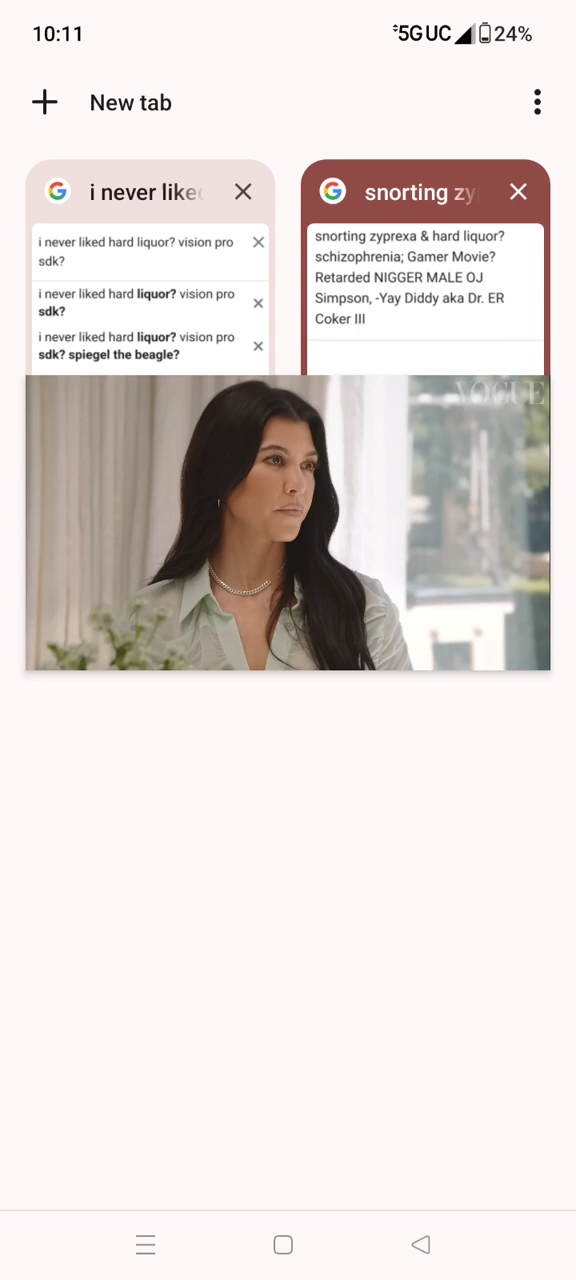 10:11
5G UC 24%
New tab
i never liked
snorting zy
i never liked hard liquor? vision pro
sdk?
i never liked hard liquor? vision pro
sdk?
i never liked hard liquor? vision pro
sdk? spiegel the beagle?
snorting zyprexa & hard liquor?
schizophrenia; Gamer Movie?
Retarded NIGGER MALE OJ
Simpson, -Yay Diddy aka Dr. ER
Coker III
VOGUE